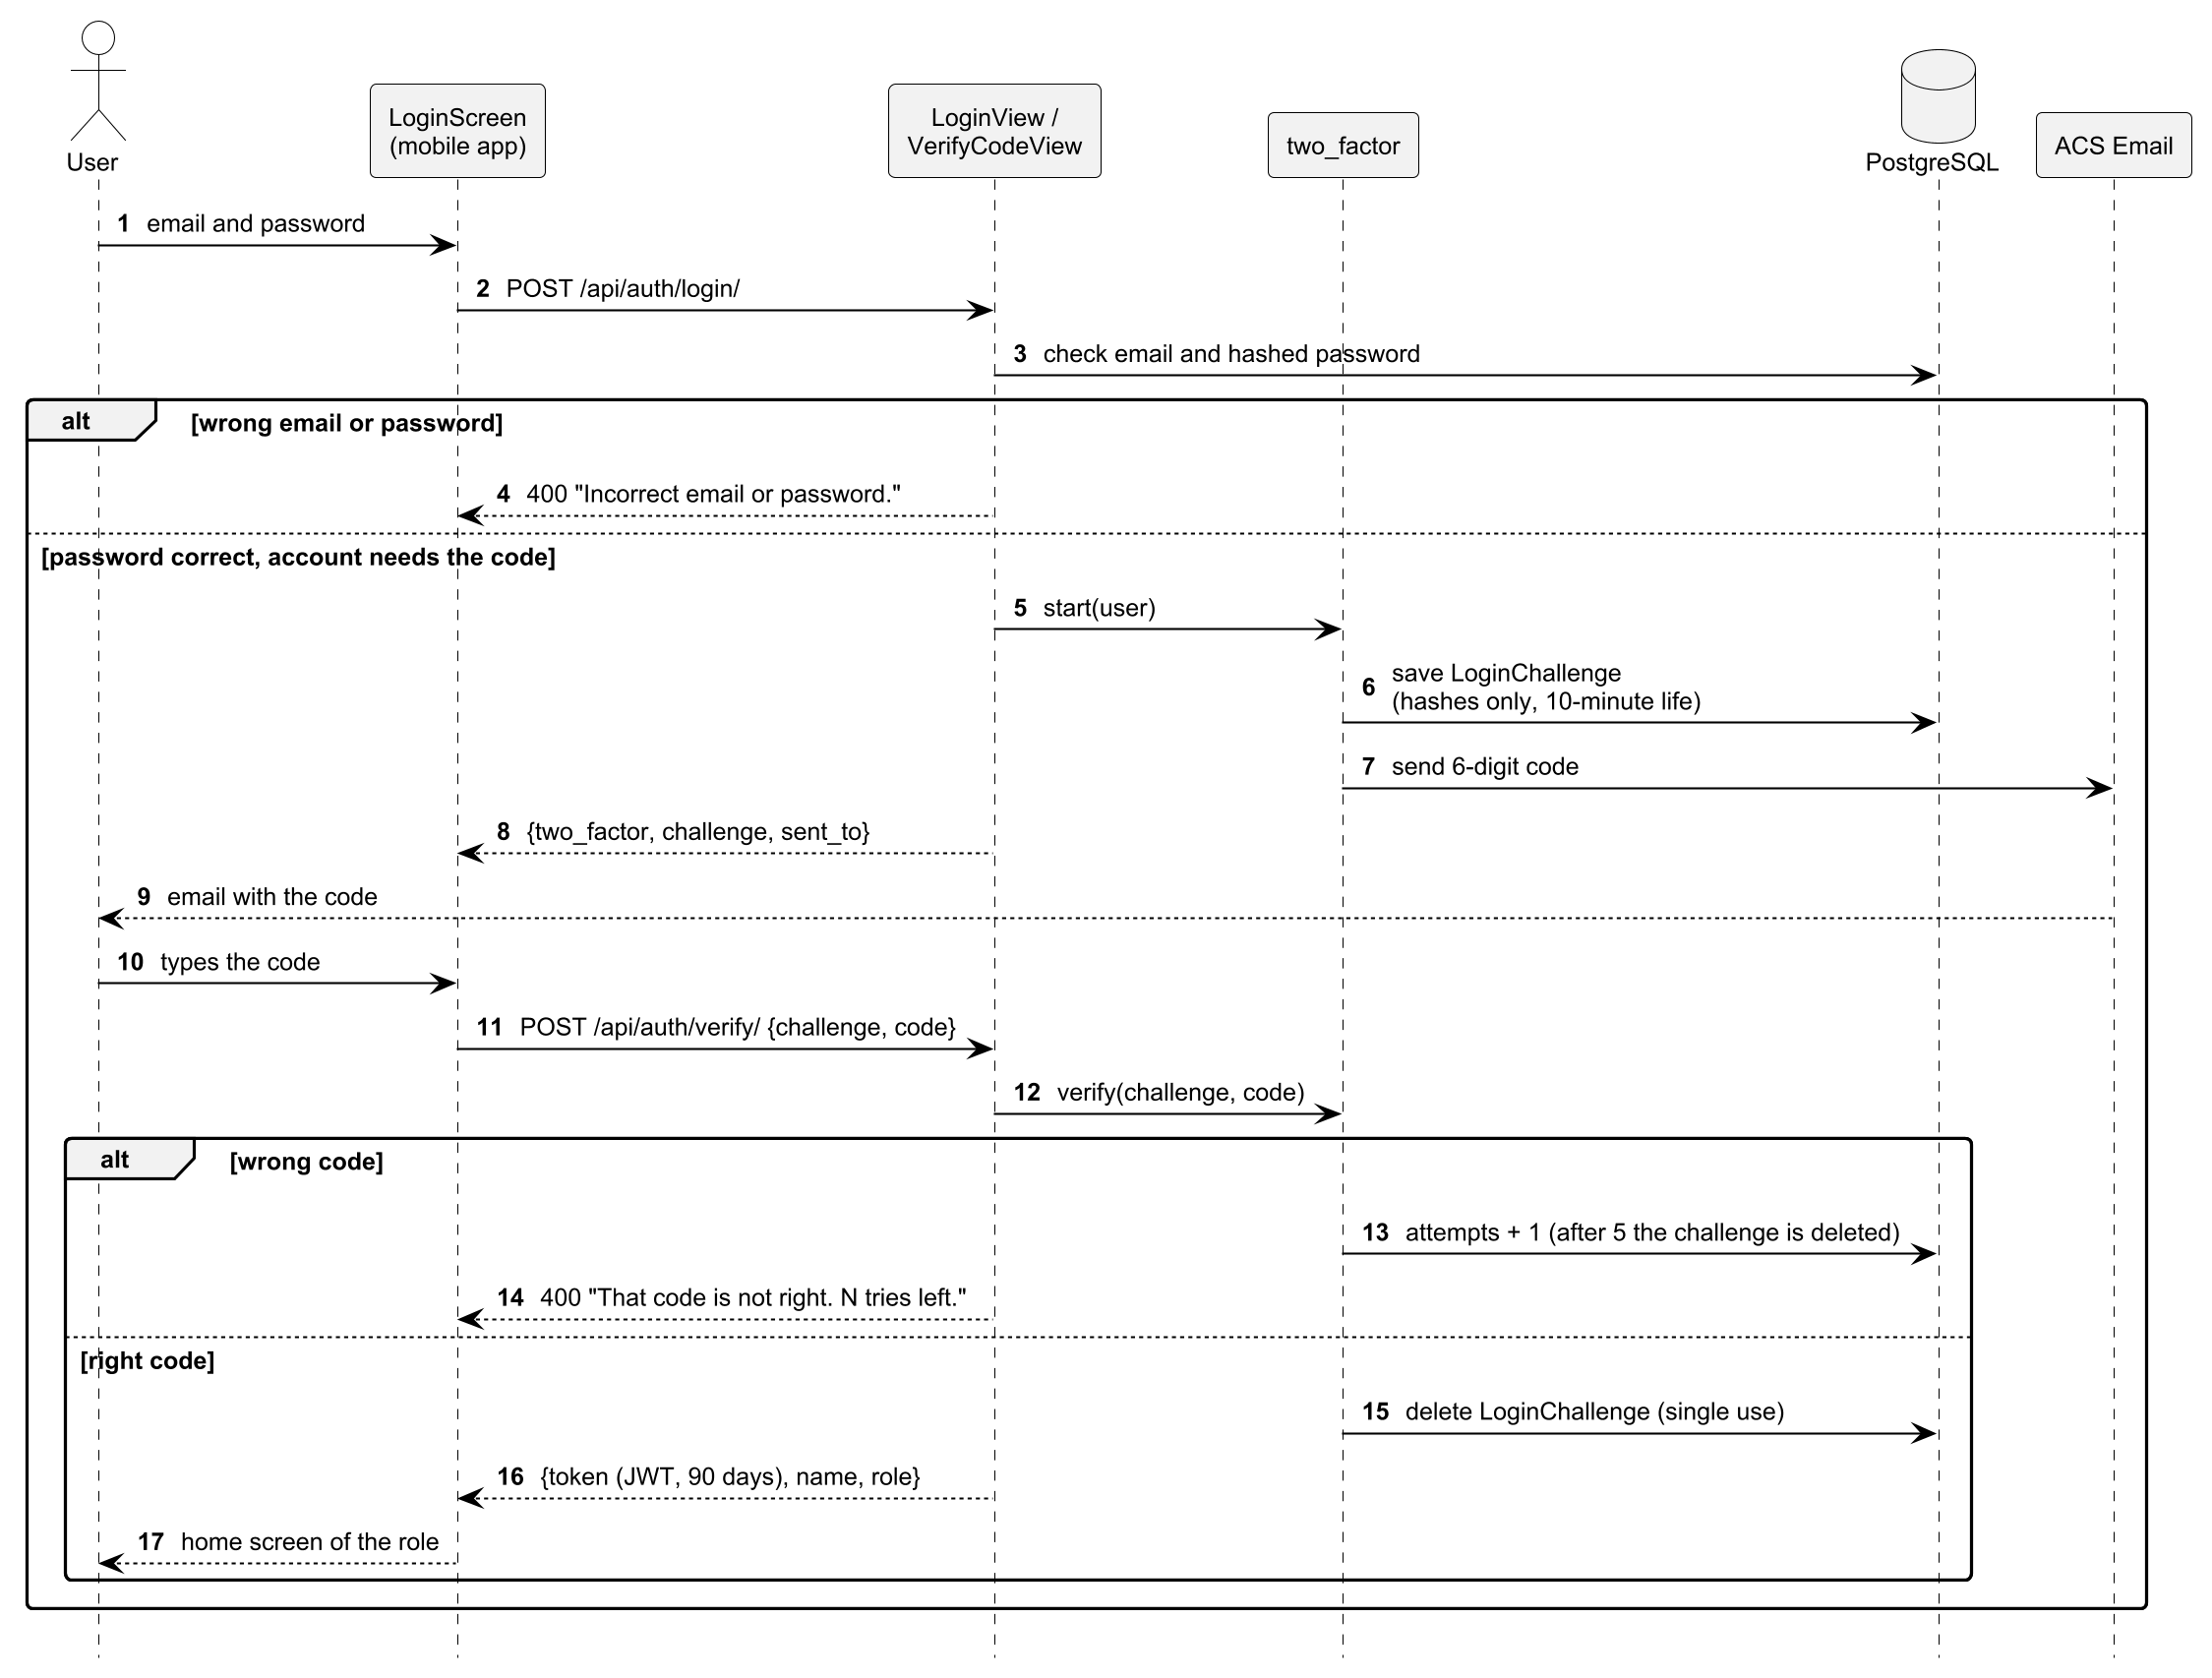 User
LoginScreen
(mobile app)
LoginView /
VerifyCodeView
two_factor
PostgreSQL
ACS Email
1 email and password
2 POST /api/auth/login/
3 check email and hashed password
alt [wrong email or password]
4 400 "Incorrect email or password."
[password correct, account needs the code]
5 start(user)
6 save LoginChallenge
(hashes only, 10-minute life)
7 send 6-digit code
8 {two_factor, challenge, sent_to}
9 email with the code
10 types the code
11 POST /api/auth/verify/ {challenge, code}
12 verify(challenge, code)
alt [wrong code]
13 attempts + 1 (after 5 the challenge is deleted)
14 400 "That code is not right. N tries left."
[right code]
15 delete LoginChallenge (single use)
16 {token (JWT, 90 days), name, role}
17 home screen of the role